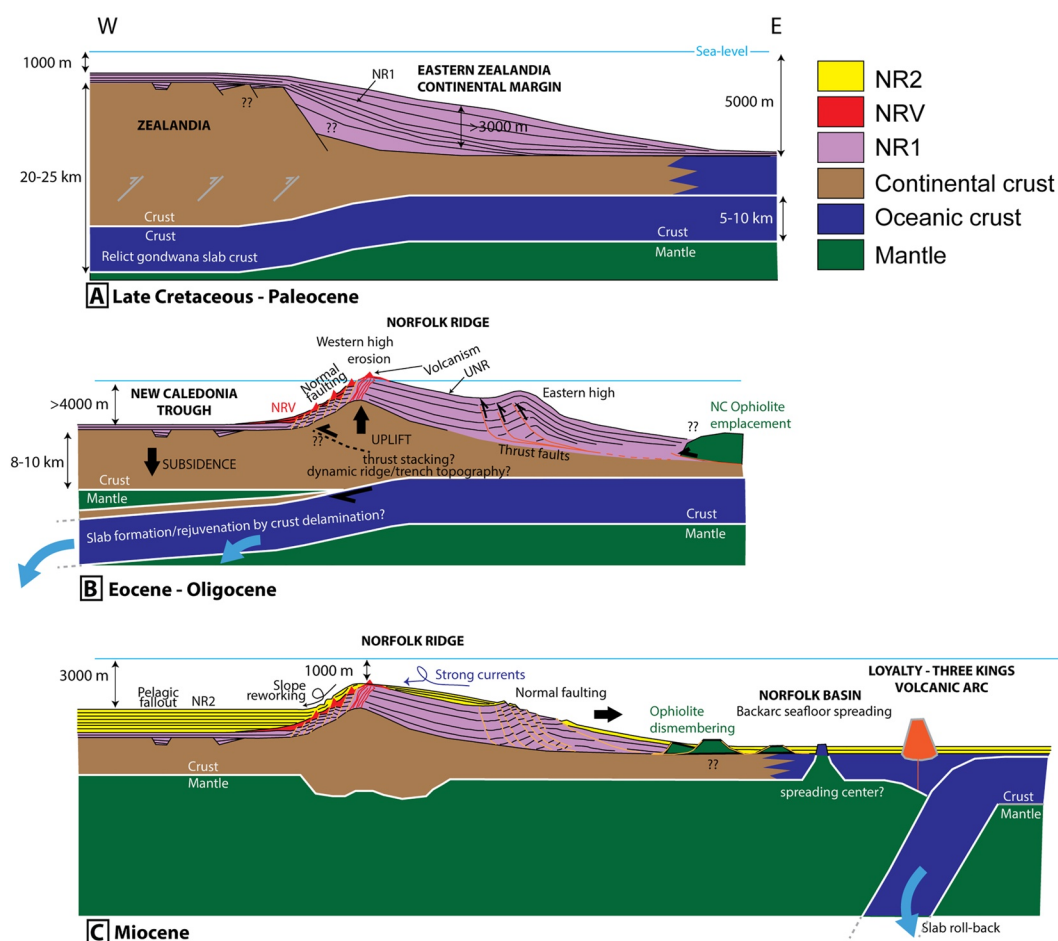 W
E
Sea-level
1000 m
NR1
EASTERN ZEALANDIA
CONTINENTAL MARGIN
5000 m
??
ZEALANDIA
??
>3000 m
20-25 km
Crust
Crust
Relict gondwana slab crust
5-10 km
Crust
Mantle
A Late Cretaceous - Paleocene
NR2
NRV
NR1
Continental crust
Oceanic crust
Mantle
NORFOLK RIDGE
Western high
erosion
Volcanism
UNR
Normal
faulting
Eastern high
>4000 m
NEW CALEDONIA
TROUGH
NRV
NC Ophiolite
emplacement
??
??
UPLIFT
8-10 km
SUBSIDENCE
thrust stacking?
dynamic ridge/trench topography?
Thrust faults
Crust
Mantle
Slab formation/rejuvenation by crust delamination?
Crust
Mantle
B Eocene - Oligocene
NORFOLK RIDGE
3000 m
1000 m
Strong currents
LOYALTY - THREE KINGS
VOLCANIC ARC
Pelagic
fallout
NR2
Slope
reworking
Normal faulting
NORFOLK BASIN
Backarc seafloor spreading
Ophiolite
dismembering
??
Crust
Mantle
spreading center?
Crust
Mantle
Slab roll-back
C Miocene